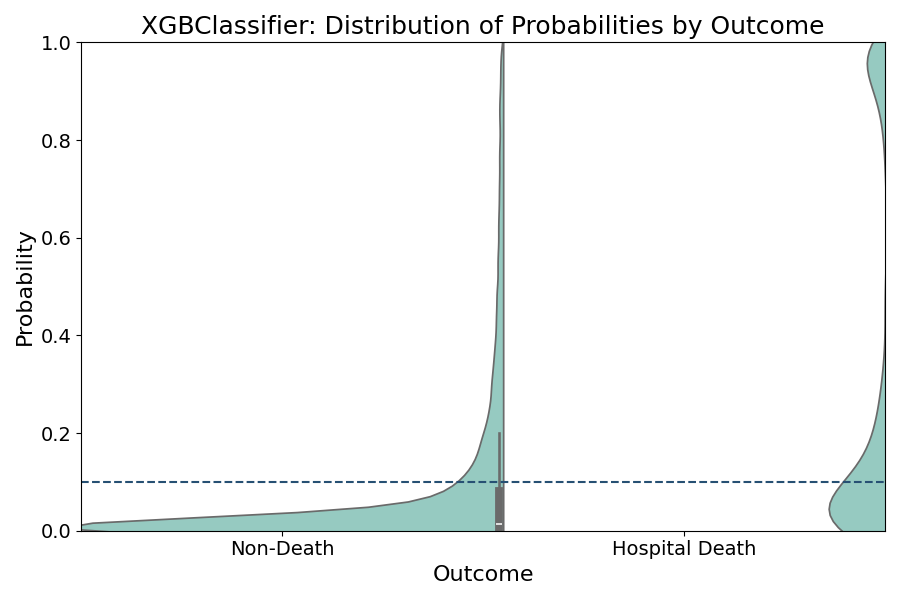 XGBClassifier: Distribution of Probabilities by Outcome
1.0
0.8
0.6
0.4
0.2
0.0
Probability
Non-Death
Hospital Death
Outcome